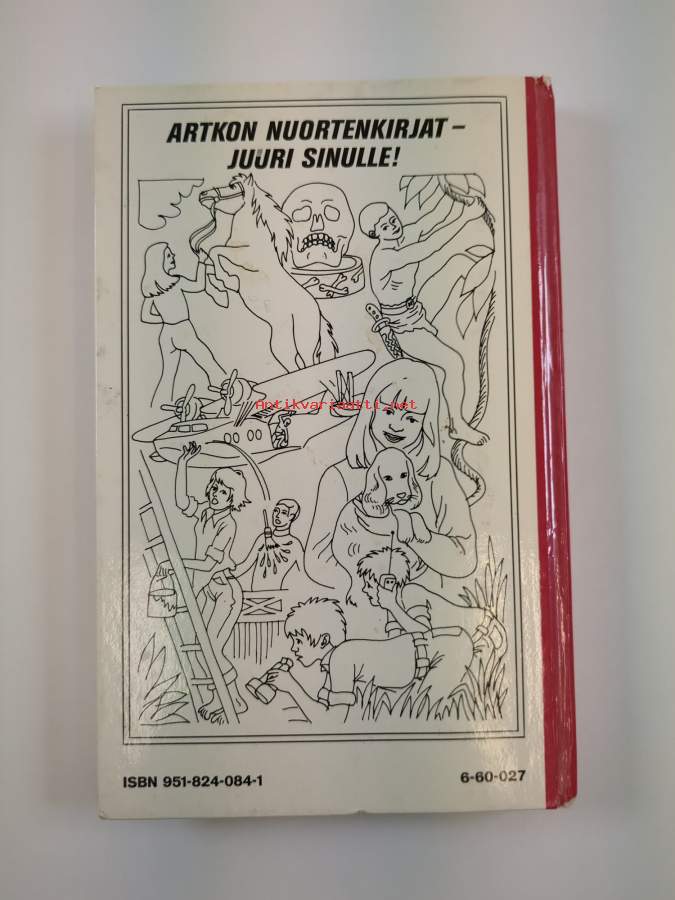 ARTKON NUORTENKIRJAT –
JUURI SINULLE!
Antikvariaatti.net
ISBN 951-824-084-1
6-60-027